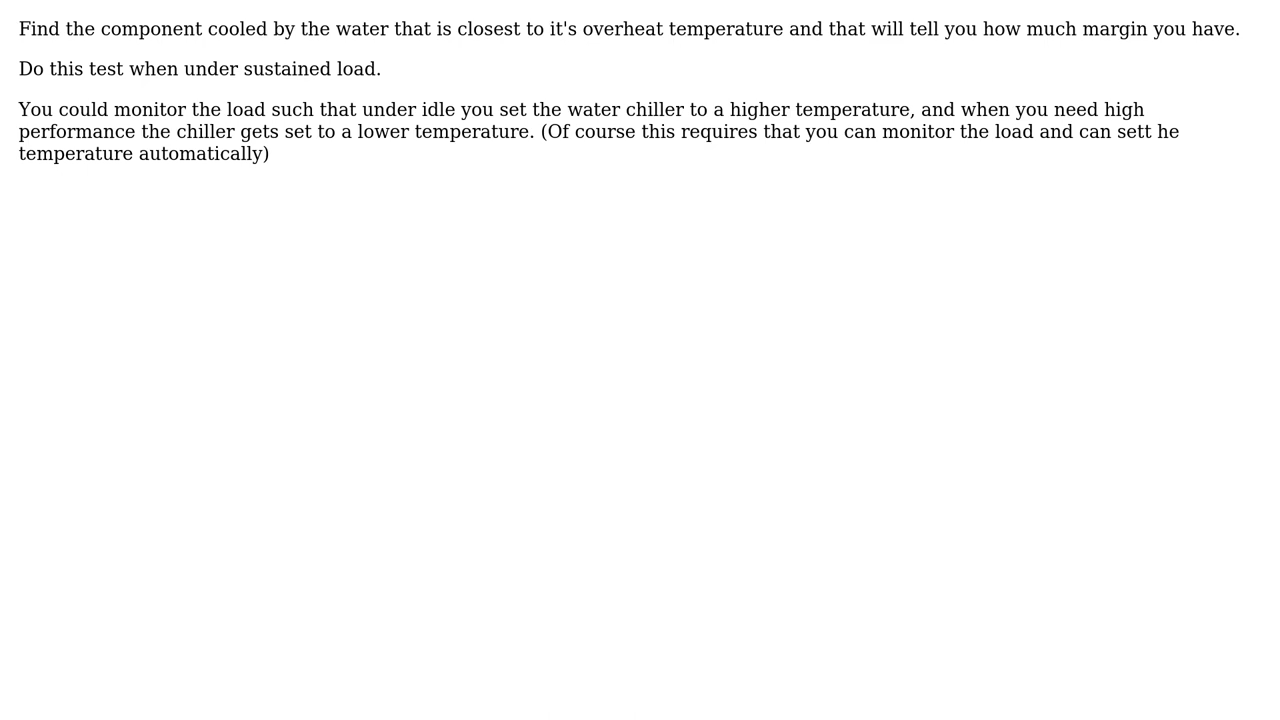 Find the component cooled by the water that is closest to it's overheat temperature and that will tell you how much margin you have.
Do this test when under sustained load.
You could monitor the load such that under idle you set the water chiller to a higher temperature, and when you need high
performance the chiller gets set to a lower temperature. (Of course this requires that you can monitor the load and can sett he
temperature automatically)